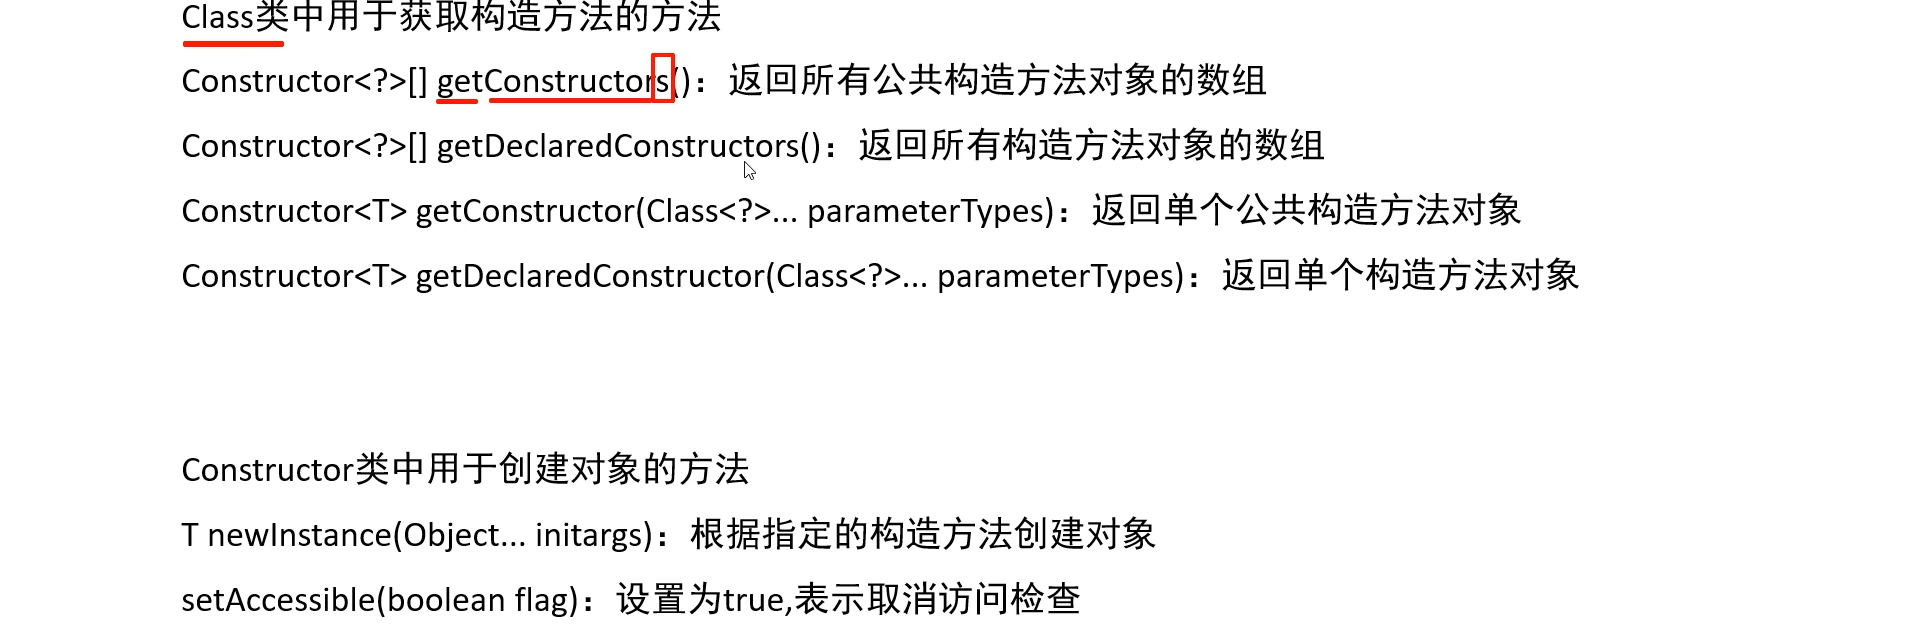 Class类中用于获取构造方法的方法
Constructor<?>[] getConstructors()：返回所有公共构造方法对象的数组
Constructor<?>[] getDeclaredConstructors()：返回所有构造方法对象的数组
Constructor<T> getConstructor(Class<?>... parameterTypes)：返回单个公共构造方法对象
Constructor<T> getDeclaredConstructor(Class<?>... parameterTypes)：返回单个构造方法对象
Constructor类中用于创建对象的方法
T newInstance(Object... initargs)：根据指定的构造方法创建对象
setAccessible(boolean flag)：设置为true,表示取消访问检查